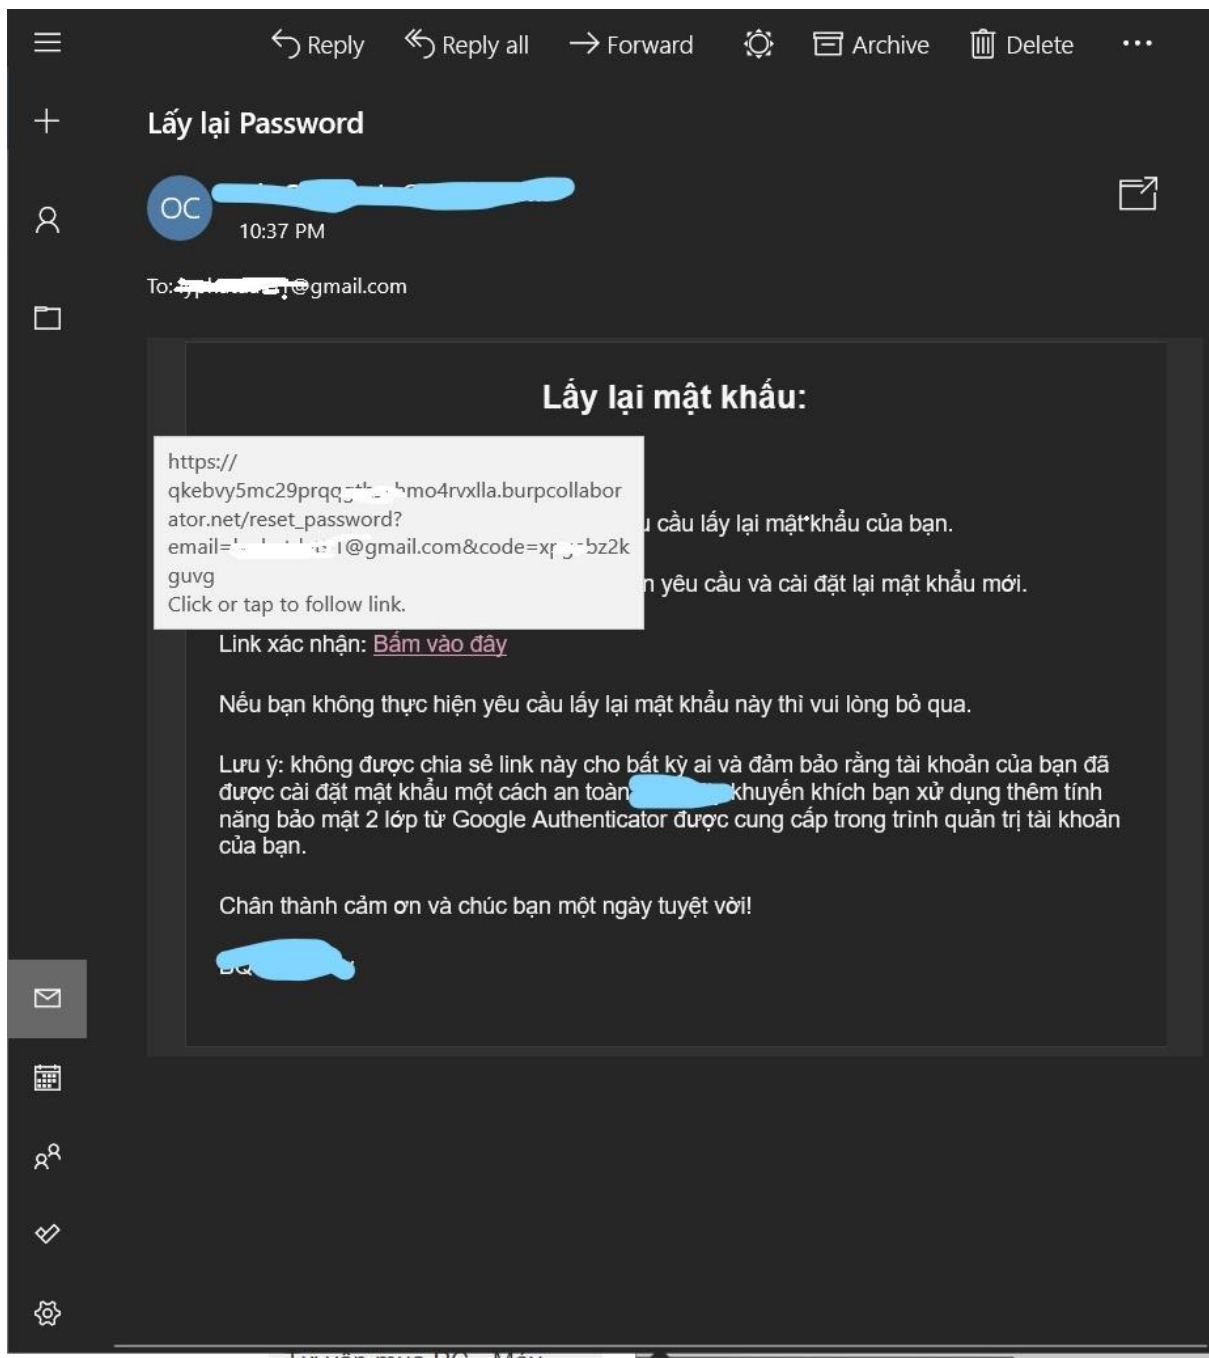 Reply
Reply all
Forward
Archive
Delete
Lấy lại Password
OC
10:37 PM
To: @gmail.com
Lấy lại mật khẩu:
https://
qkebvy5mc29prqq mo4rvxlla.burpcollabor
ator.net/reset_password?
email= 1@gmail.com&code=x bz2k
guvg
Click or tap to follow link.
cầu lấy lại mật khẩu của bạn.
yêu cầu và cài đặt lại mật khẩu mới.
Link xác nhận: Bấm vào đây
Nếu bạn không thực hiện yêu cầu lấy lại mật khẩu này thì vui lòng bỏ qua.
Lưu ý: không được chia sẻ link này cho bất kỳ ai và đảm bảo rằng tài khoản của bạn đã
được cài đặt mật khẩu một cách an toàn khuyến khích bạn xử dụng thêm tính
năng bảo mật 2 lớp từ Google Authenticator được cung cấp trong trình quản trị tài khoản
của bạn.
Chân thành cảm ơn và chúc bạn một ngày tuyệt vời!